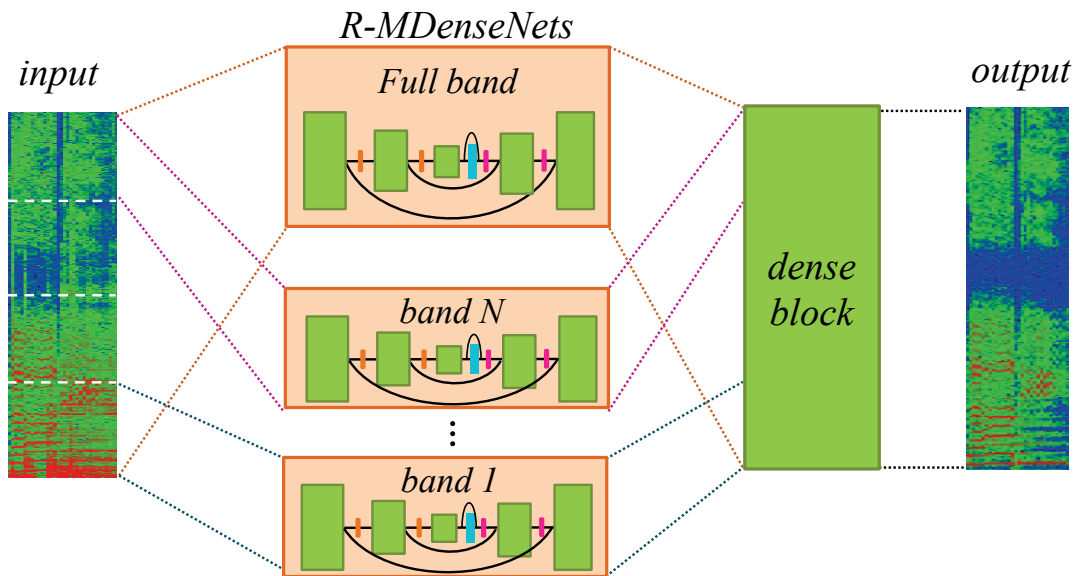 R-MDenseNets
input
Full band
output
band N
dense
block
band 1